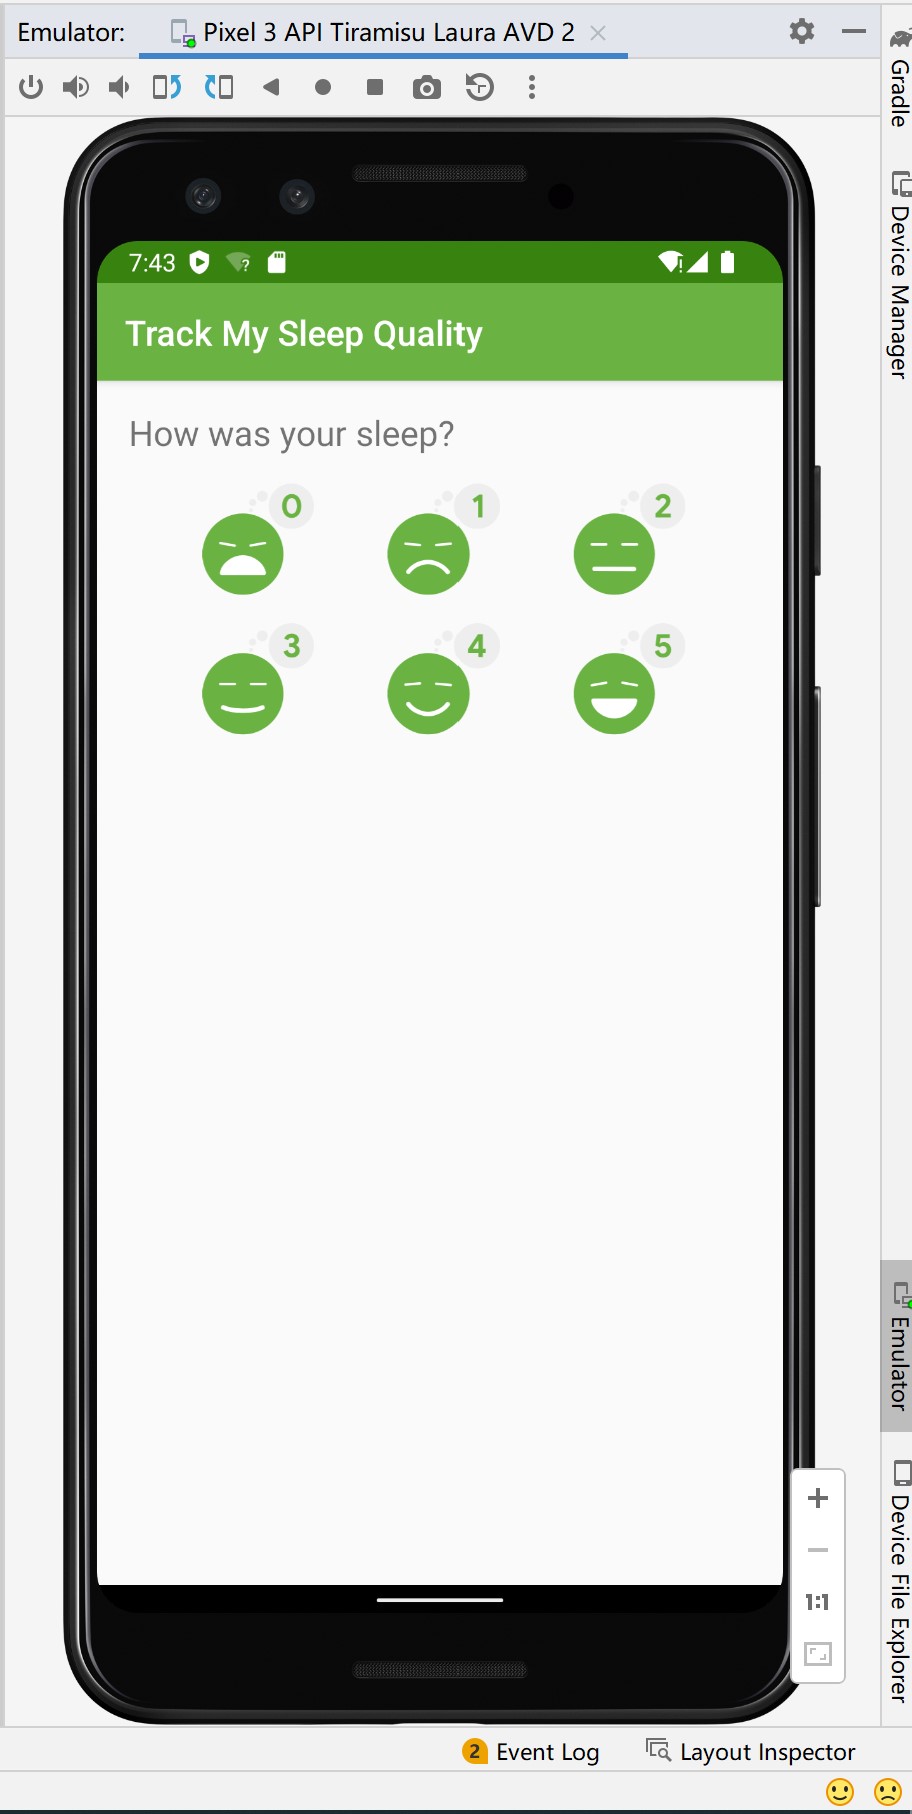 Emulator: Pixel 3 API Tiramisu Laura AVD 2
Gradle
Device Manager
7:43
Track My Sleep Quality
How was your sleep?
0 1 2
3 4 5
Emulator
1:1
Device File Explorer
2 Event Log Layout Inspector